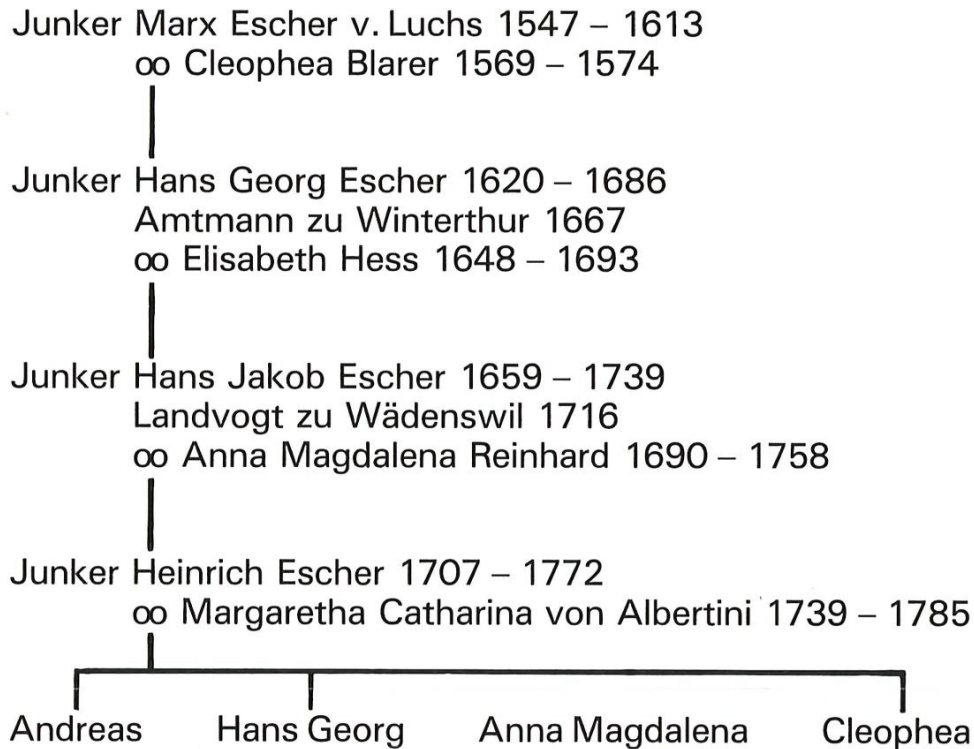 Junker Marx Escher v. Luchs 1547 – 1613
oo Cleophea Blarer 1569 – 1574
Junker Hans Georg Escher 1620 – 1686
Amtmann zu Winterthur 1667
oo Elisabeth Hess 1648 – 1693
Junker Hans Jakob Escher 1659 – 1739
Landvogt zu Wädenswil 1716
oo Anna Magdalena Reinhard 1690 – 1758
Junker Heinrich Escher 1707 – 1772
oo Margaretha Catharina von Albertini 1739 – 1785
Andreas Hans Georg Anna Magdalena Cleophea